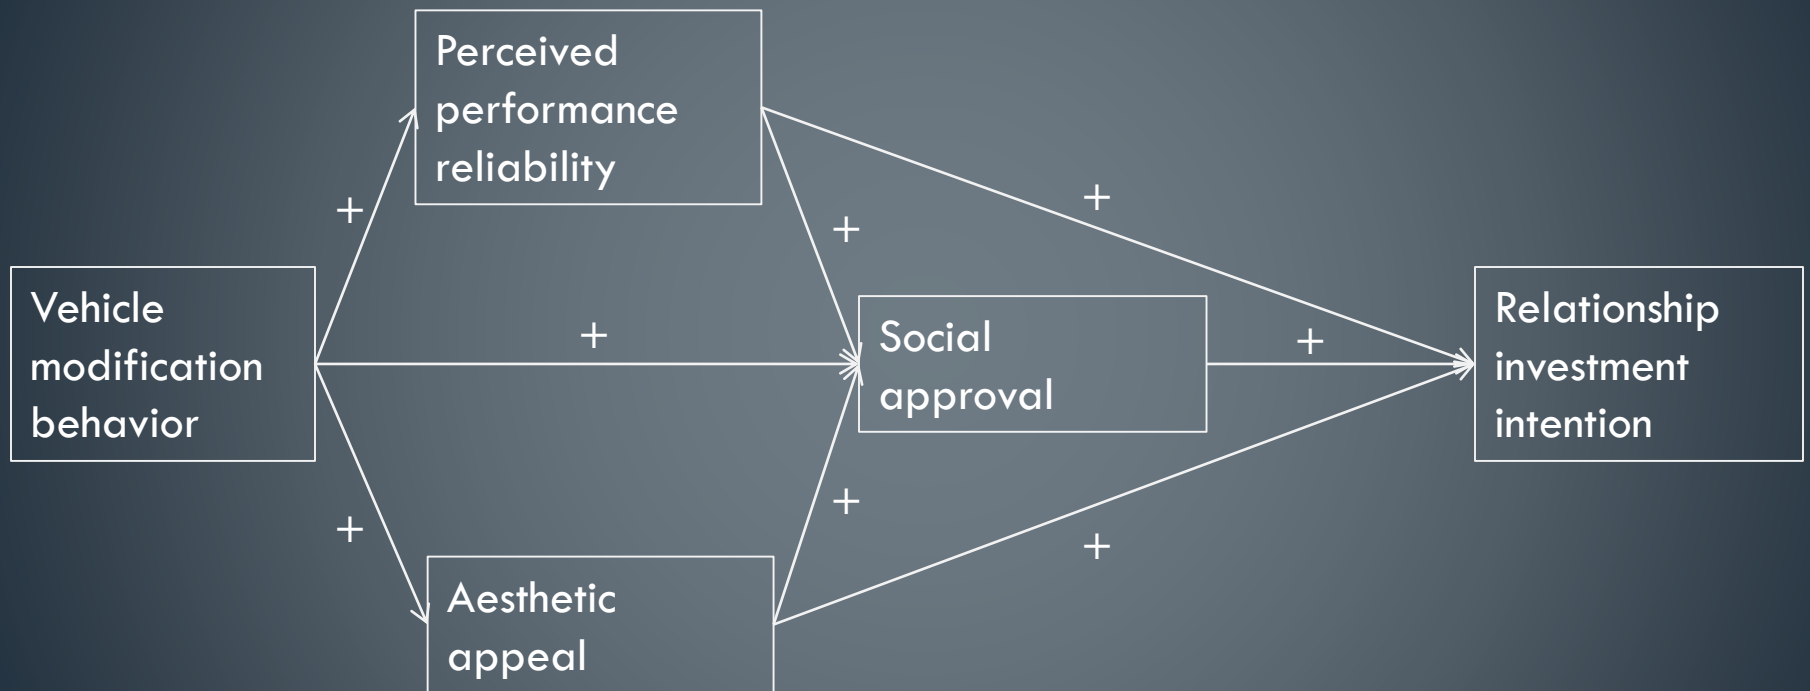 Perceived
performance
reliability
+
+
+
Vehicle
modification
behavior
+
Social
approval
+
Relationship
investment
intention
+
+
+
Aesthetic
appeal